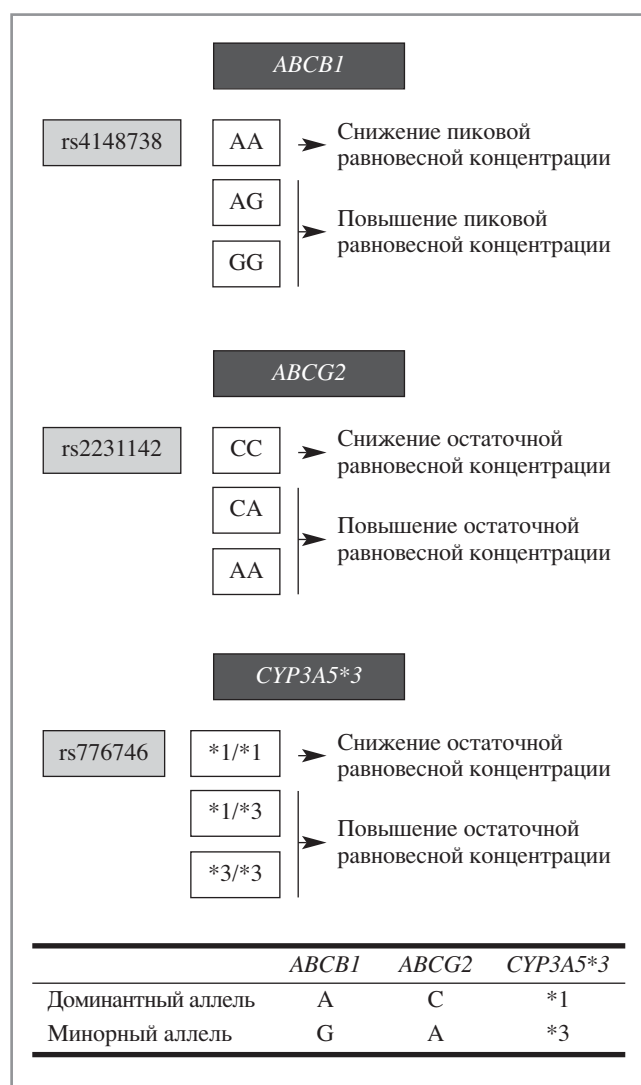 ABCB1
rs4148738
AA
Снижение пиковой
равновесной концентрации
AG
GG
Повышение пиковой
равновесной концентрации
ABCG2
rs2231142
CC
Снижение остаточной
равновесной концентрации
CA
AA
Повышение остаточной
равновесной концентрации
CYP3A5*3
rs776746
*1/*1
Снижение остаточной
равновесной концентрации
*1/*3
*3/*3
Повышение остаточной
равновесной концентрации
ABCB1 ABCG2 CYP3A5*3
Доминантный аллель A C *1
Минорный аллель G A *3